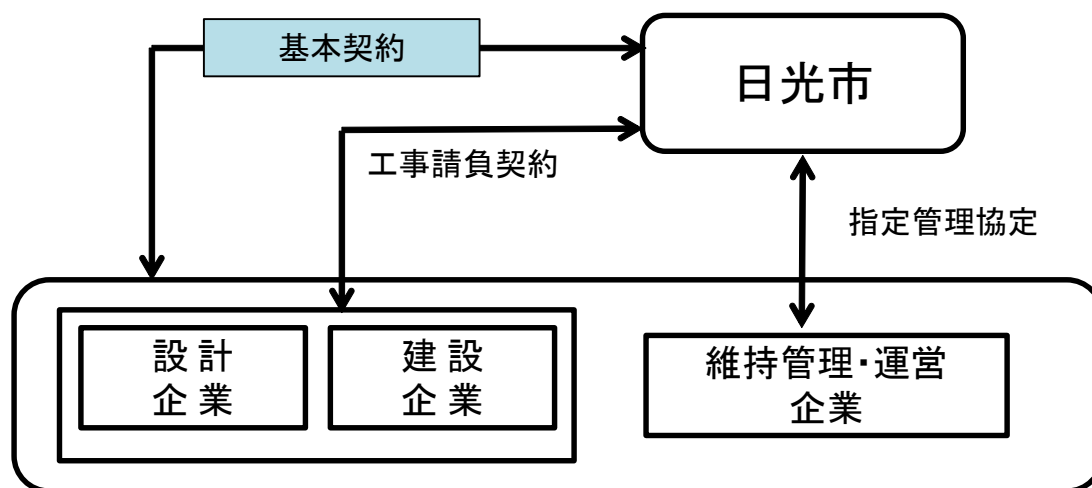 基本契約
日光市
工事請負契約
指定管理協定
設計
企業
建設
企業
維持管理・運営
企業